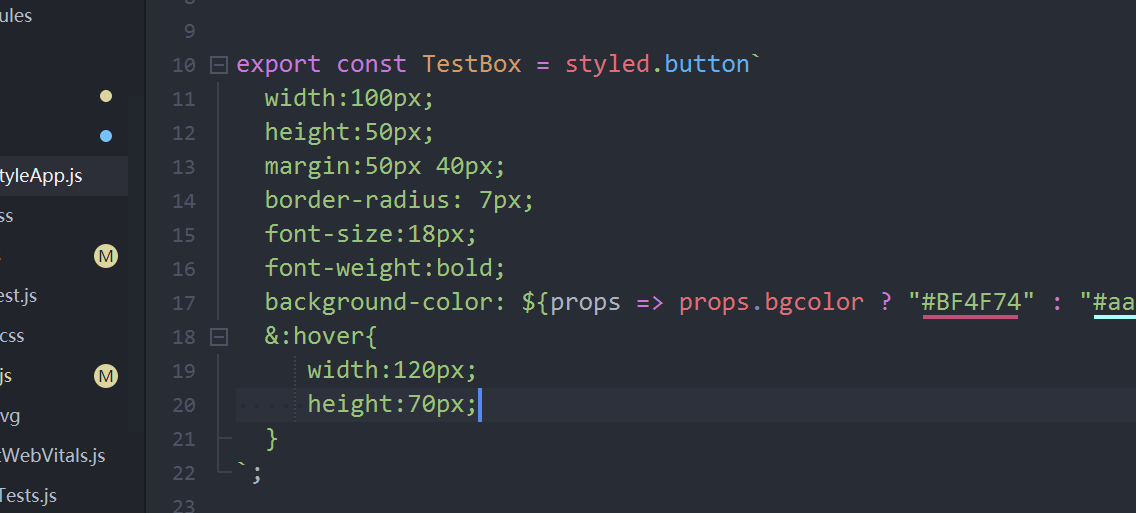 ules
tyleApp.js
ss
M
est.js
css
js
M
vg
tWebVitals.js
Tests.js
9
10 export const TestBox = styled.button`
11 width:100px;
12 height:50px;
13 margin:50px 40px;
14 border-radius: 7px;
15 font-size:18px;
16 font-weight:bold;
17 background-color: ${props => props.bgcolor ? "#BF4F74" : "#aa
18 &:hover{
19 width:120px;
20 height:70px;
21 }
22 `;
23